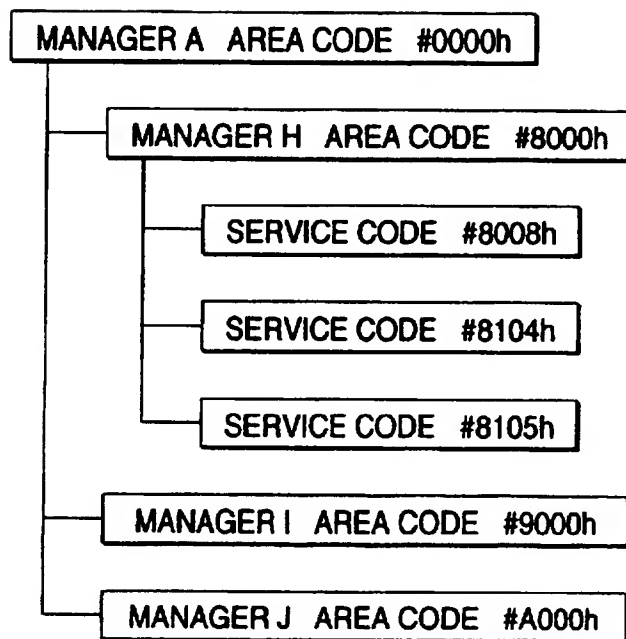 MANAGER A AREA CODE #0000h
MANAGER H AREA CODE #8000h
SERVICE CODE #8008h
SERVICE CODE #8104h
SERVICE CODE #8105h
MANAGER I AREA CODE #9000h
MANAGER J AREA CODE #A000h